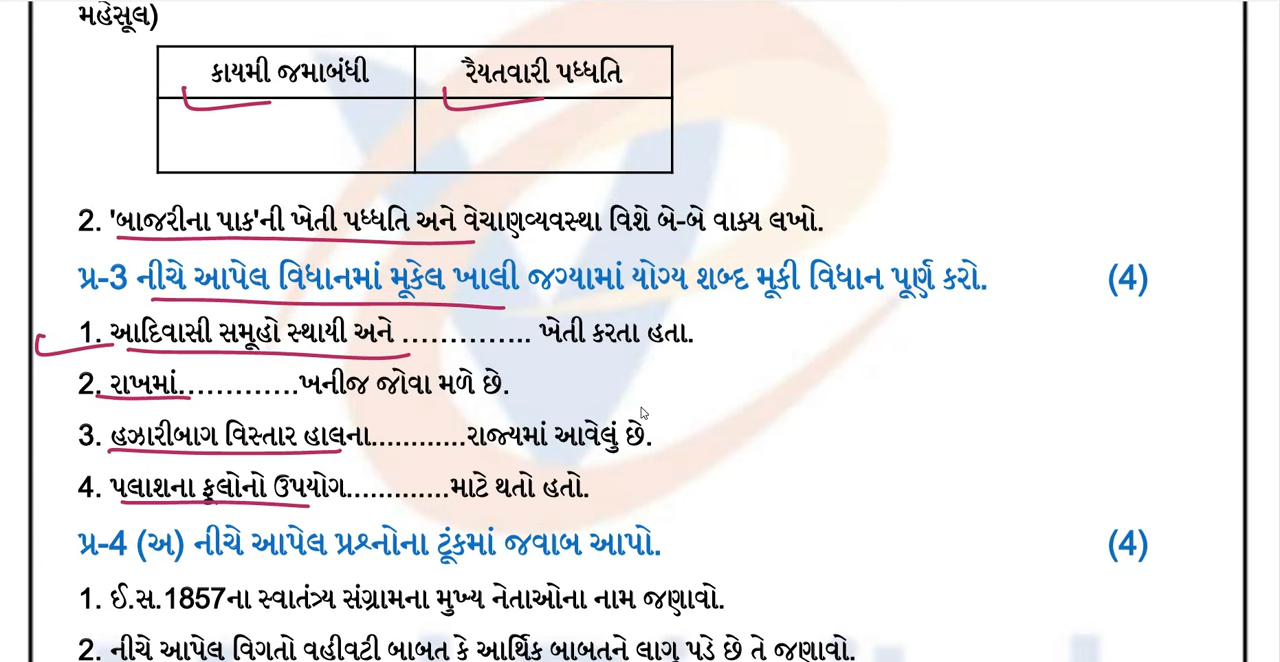 મહેસૂલ)
કાયમી જમાબંધી
રૈયતવારી પધ્ધતિ
2. 'બાજરીના પાક'ની ખેતી પધ્ધતિ અને વેચાણવ્યવસ્થા વિશે બે-બે વાક્ય લખો.
પ્ર-3 નીચે આપેલ વિધાનમાં મૂકેલ ખાલી જગ્યામાં યોગ્ય શબ્દ મૂકી વિધાન પૂર્ણ કરો. (4)
1. આદિવાસી સમૂહો સ્થાયી અને .............. ખેતી કરતા હતા.
2. રાખમાં.............ખનીજ જોવા મળે છે.
3. હઝારીબાગ વિસ્તાર હાલના............રાજ્યમાં આવેલું છે.
4. પલાશના ફુલોનો ઉપયોગ.............માટે થતો હતો.
પ્ર-4 (અ) નીચે આપેલ પ્રશ્નોના ટૂંકમાં જવાબ આપો. (4)
1. ઈ.સ.1857ના સ્વાતંત્ર્ય સંગ્રામના મુખ્ય નેતાઓના નામ જણાવો.
2. નીચે આપેલ વિગતો વહીવટી બાબત કે આર્થિક બાબતને લાગુ પડે છે તે જણાવો.